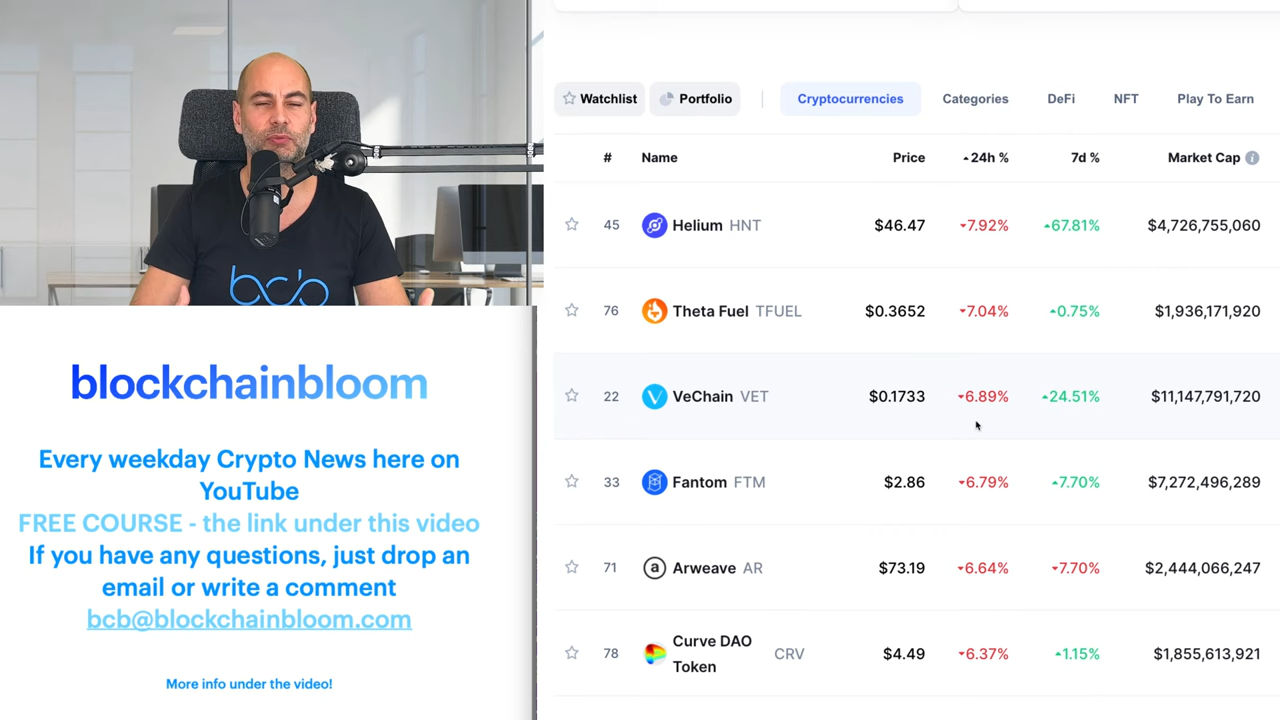 bcb
blockchainbloom
Every weekday Crypto News here on
YouTube
FREE COURSE - the link under this video
If you have any questions, just drop an
email or write a comment
bcb@blockchainbloom.com
More info under the video!
Watchlist Portfolio Cryptocurrencies Categories DeFi NFT Play To Earn
# Name Price 24h % 7d % Market Cap
45 Helium HNT $46.47 7.92% 67.81% $4,726,755,060
76 Theta Fuel TFUEL $0.3652 7.04% 0.75% $1,936,171,920
22 VeChain VET $0.1733 6.89% 24.51% $11,147,791,720
33 Fantom FTM $2.86 6.79% 7.70% $7,272,496,289
71 Arweave AR $73.19 6.64% 7.70% $2,444,066,247
78 Curve DAO Token CRV $4.49 6.37% 1.15% $1,855,613,921